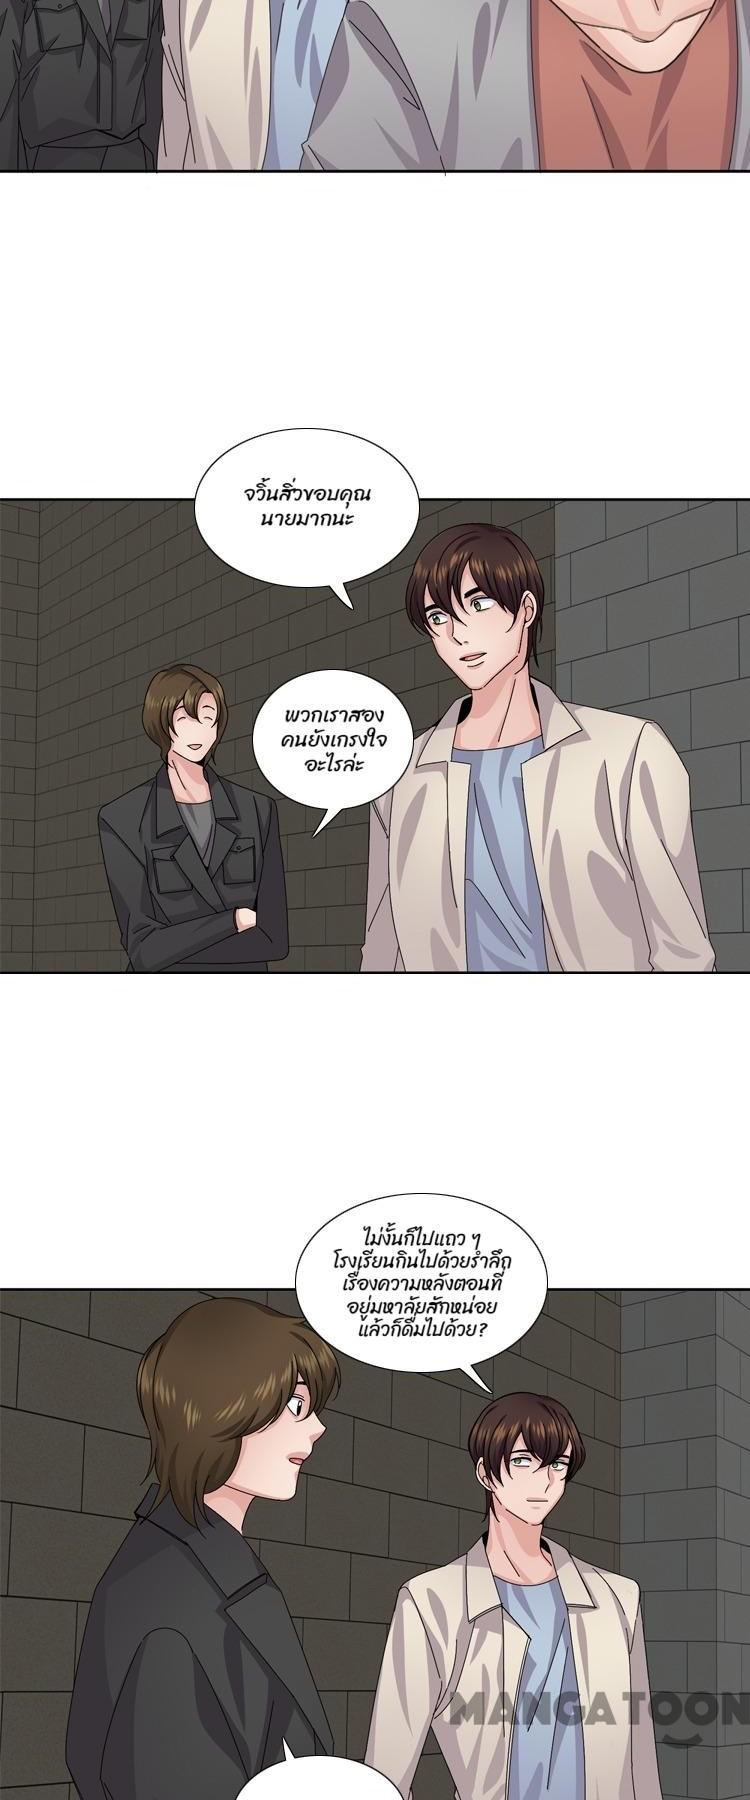 จวิ้นสิ่วขอบคุณ
นายมากนะ
พวกเราสอง
คนยังเกรงใจ
อะไรล่ะ
ไม่งั้นก็ไปแถว ๆ
โรงเรียนกินไปด้วยรำลึก
เรื่องความหลังตอนที่
อยู่มหาลัยสักหน่อย
แล้วก็ดื่มไปด้วย?
MANGATOON